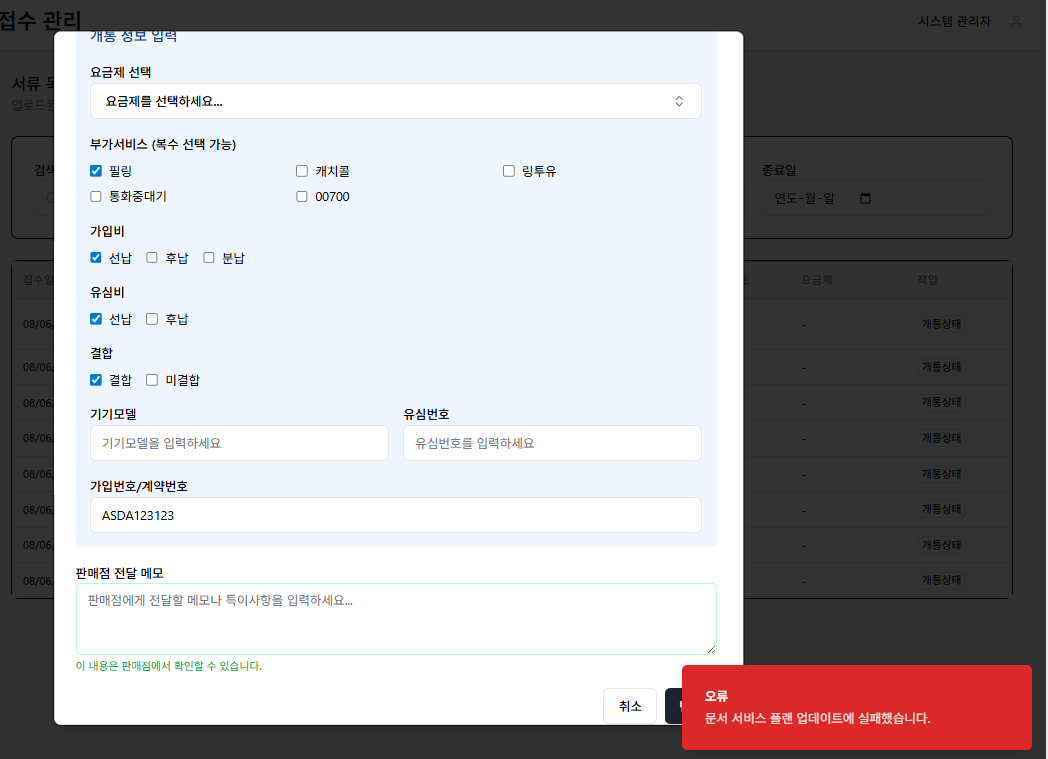 접수 관리
시스템 관리자
개통 정보 입력
요금제 선택
요금제를 선택하세요...
부가서비스 (복수 선택 가능)
필링 캐치콜 링투유
통화중대기 00700
가입비
선납 후납 분납
유심비
선납 후납
결합
결합 미결합
기기모델 유심번호
기기모델을 입력하세요 유심번호를 입력하세요
가입번호/계약번호
ASDA123123
판매점 전달 메모
판매점에게 전달할 메모나 특이사항을 입력하세요...
이 내용은 판매점에서 확인할 수 있습니다.
취소
서류
업로드
검색 종료일
연도-월-일
접수일 요금제 작업
08/06, - 개통상태
08/06, - 개통상태
08/06, - 개통상태
08/06, - 개통상태
08/06, - 개통상태
08/06, - 개통상태
08/06, - 개통상태
08/06, - 개통상태
오류
문서 서비스 플랜 업데이트에 실패했습니다.